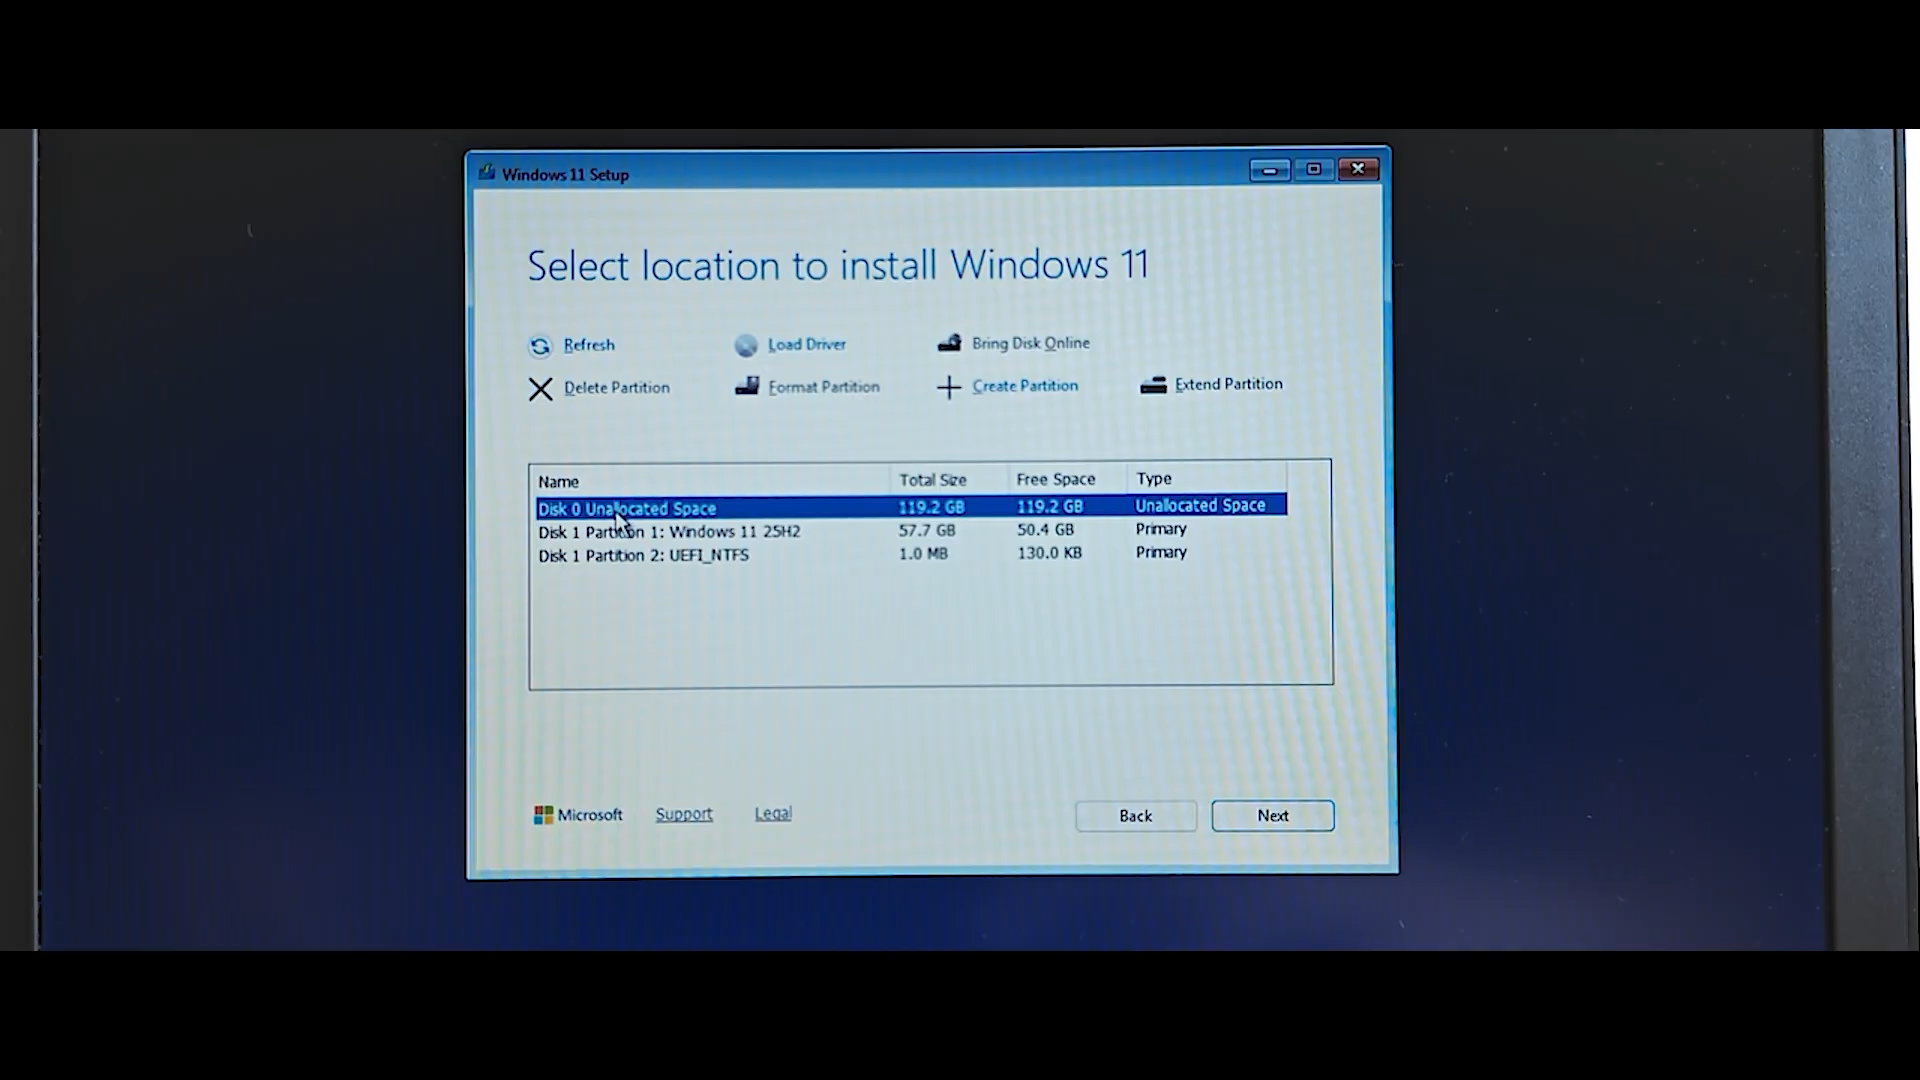 Windows 11 Setup
Select location to install Windows 11
Refresh
Load Driver
Bring Disk Online
Delete Partition
Format Partition
Create Partition
Extend Partition
Name Total Size Free Space Type
Disk 0 Unallocated Space 119.2 GB 119.2 GB Unallocated Space
Disk 1 Partition 1: Windows 11 25H2 57.7 GB 50.4 GB Primary
Disk 1 Partition 2: UEFI_NTFS 1.0 MB 130.0 KB Primary
Microsoft Support Legal
Back Next